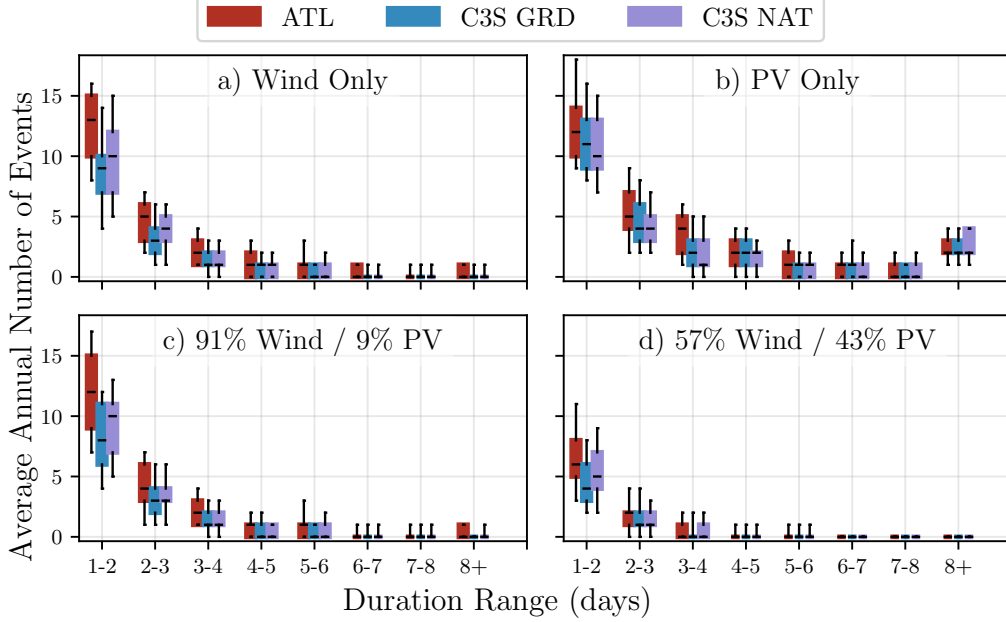 ATL C3S GRD C3S NAT
a) Wind Only
b) PV Only
15
10
5
0
c) 91% Wind / 9% PV
d) 57% Wind / 43% PV
15
10
5
0
Average Annual Number of Events
1-2 2-3 3-4 4-5 5-6 6-7 7-8 8+
1-2 2-3 3-4 4-5 5-6 6-7 7-8 8+
Duration Range (days)